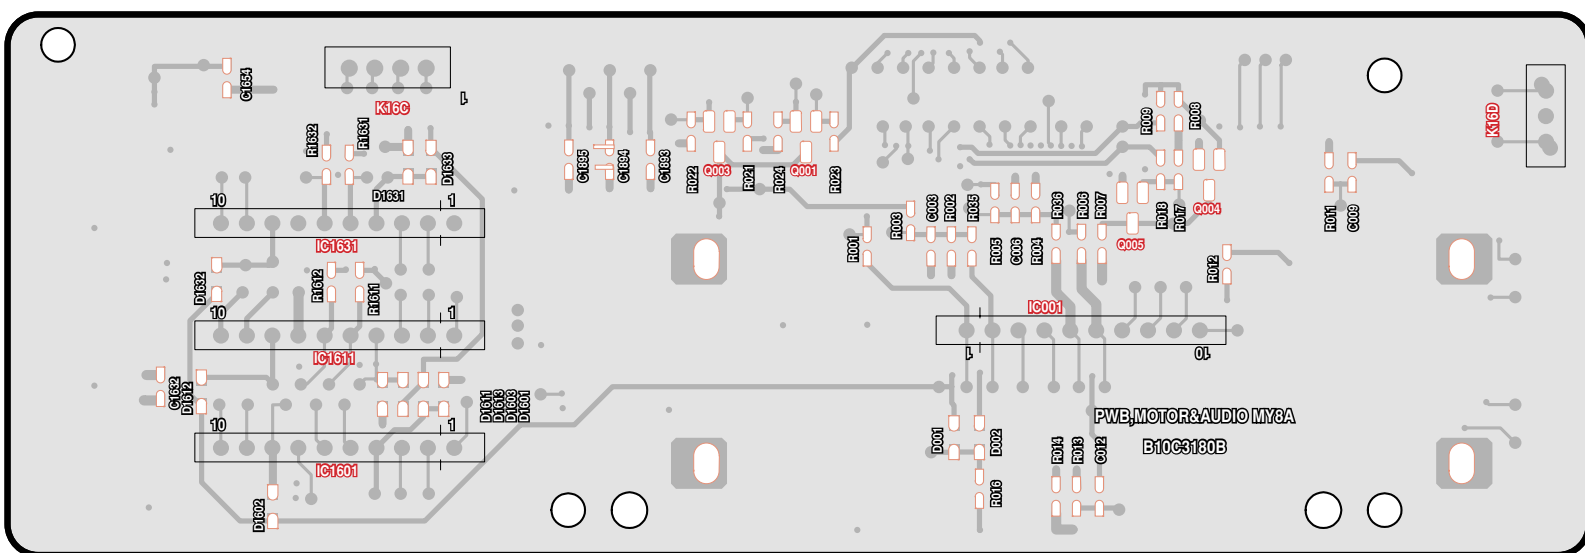 C1654
K16C
1
R1632
R1631
D1633
D1631
10
1
IC1631
D1632
R1612
R1611
10
1
IC1611
C1632
D1612
D1611
D1613
D1603
D1601
10
1
IC1601
D1602
C1895
C1894
C1893
R022
Q003
R021
R024
Q001
R023
R009
R008
K16D
R001
R003
C003
R002
R035
R005
C006
R004
R036
R006
R007
Q005
R018
R017
Q004
R011
C009
R012
IC001
1
10
D001
D002
R016
R014
R013
C012
PWB,MOTOR&AUDIO MY8A
B10C3180B